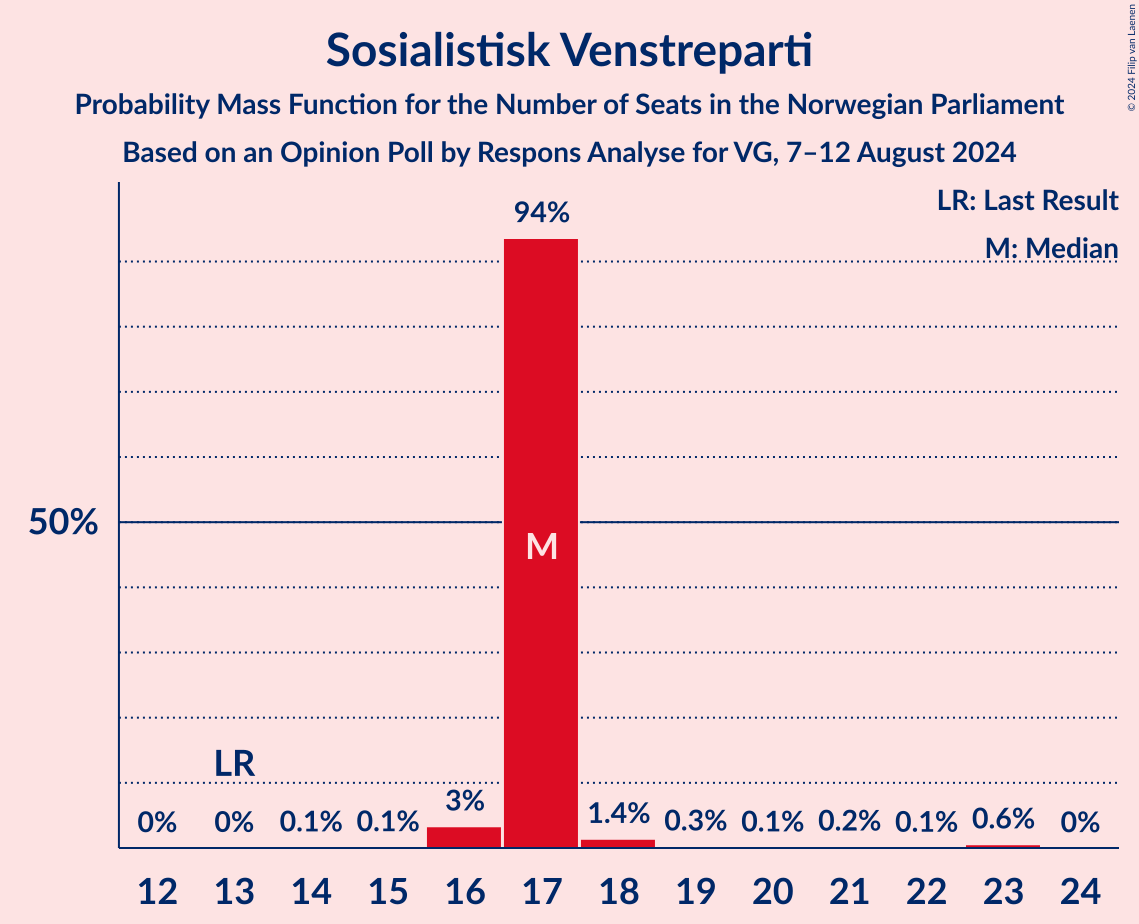 Sosialistisk Venstreparti
Probability Mass Function for the Number of Seats in the Norwegian Parliament
Based on an Opinion Poll by Respons Analyse for VG, 7–12 August 2024
© 2024 Filip van Laenen
LR: Last Result
M: Median
94%
50%
M
LR
0% 0% 0.1% 0.1% 3% 1.4% 0.3% 0.1% 0.2% 0.1% 0.6% 0%
12 13 14 15 16 17 18 19 20 21 22 23 24